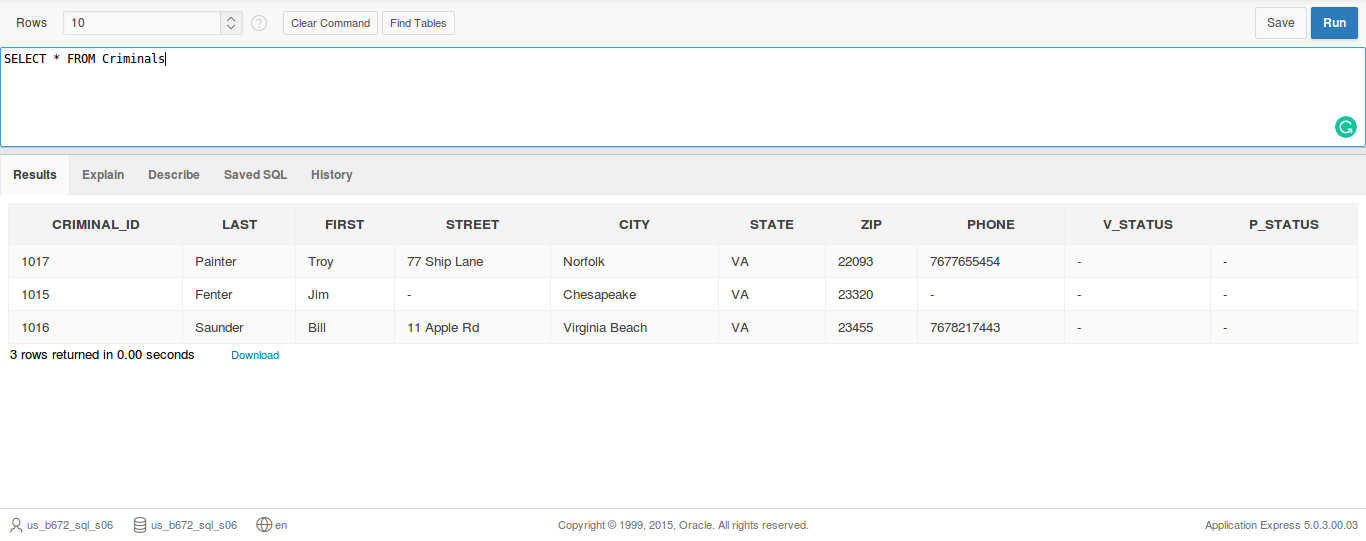 Rows 10 ? Clear Command Find Tables Save Run
SELECT * FROM Criminals
Results Explain Describe Saved SQL History
CRIMINAL_ID LAST FIRST STREET CITY STATE ZIP PHONE V_STATUS P_STATUS
1017 Painter Troy 77 Ship Lane Norfolk VA 22093 7677655454 - -
1015 Fenter Jim - Chesapeake VA 23320 - - -
1016 Saunder Bill 11 Apple Rd Virginia Beach VA 23455 7678217443 - -
3 rows returned in 0.00 seconds Download
us_b672_sql_s06 us_b672_sql_s06 en Copyright © 1999, 2015, Oracle. All rights reserved. Application Express 5.0.3.00.03